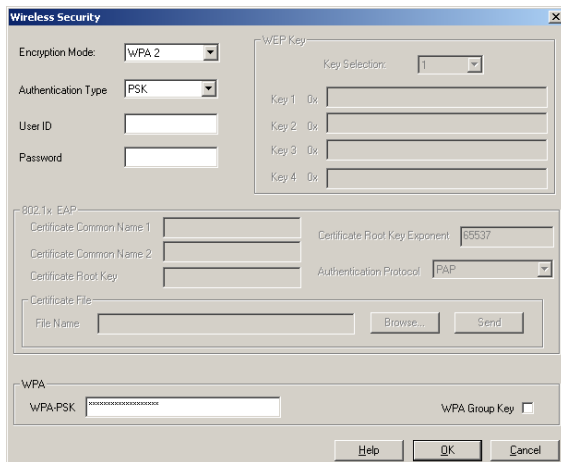 Wireless Security
Encryption Mode: WPA 2
Authentication Type PSK
User ID
Password
WEP Key
Key Selection: 1
Key 1 0x
Key 2 0x
Key 3 0x
Key 4 0x
802.1x EAP
Certificate Common Name 1
Certificate Common Name 2
Certificate Root Key
Certificate Root Key Exponent 65537
Authentication Protocol PAP
Certificate File
File Name Browse... Send
WPA
WPA-PSK xxxxxxxxxxxxxxxxxx WPA Group Key
Help OK Cancel